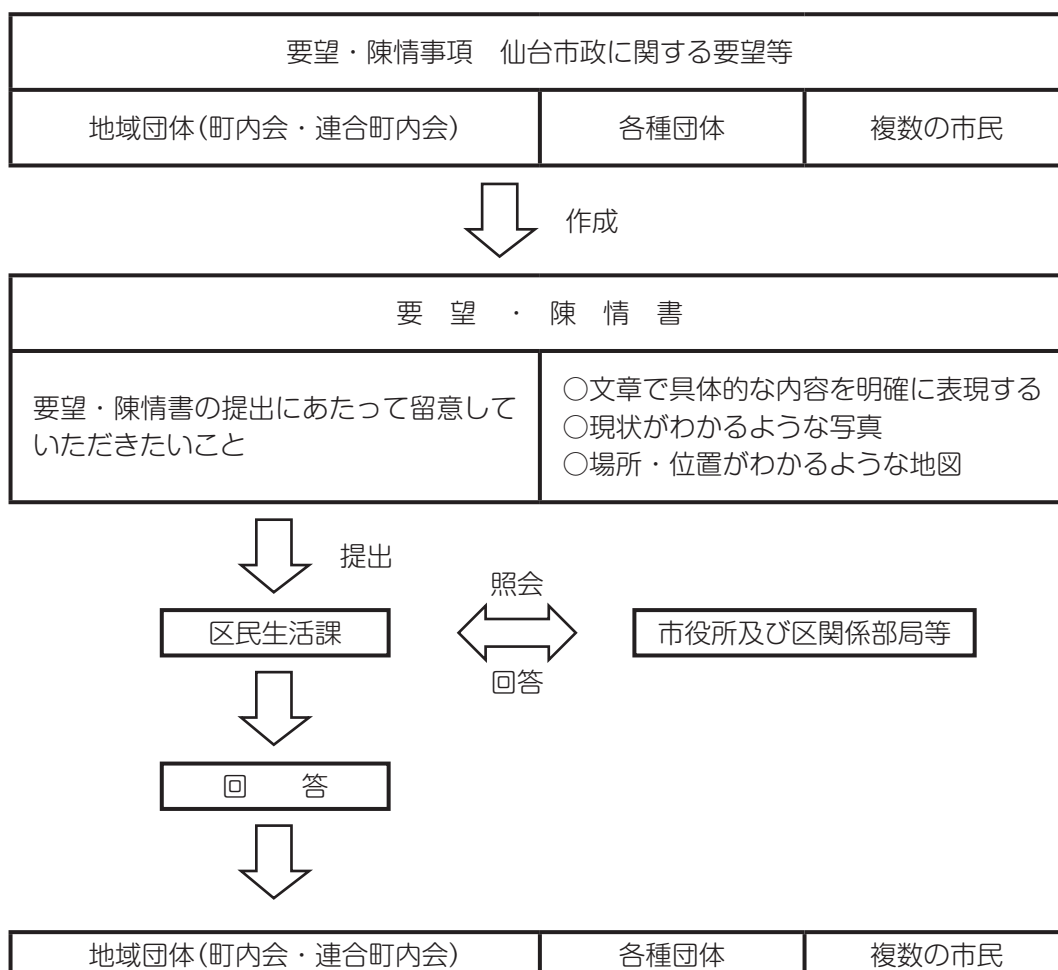 要望・陳情事項　仙台市政に関する要望等
地域団体(町内会・連合町内会)　各種団体　複数の市民
作成
要　望　・　陳　情　書
要望・陳情書の提出にあたって留意して
いただきたいこと
○文章で具体的な内容を明確に表現する
○現状がわかるような写真
○場所・位置がわかるような地図
提出
照会
区民生活課　市役所及び区関係部局等
回答
回　　答
地域団体(町内会・連合町内会)　各種団体　複数の市民